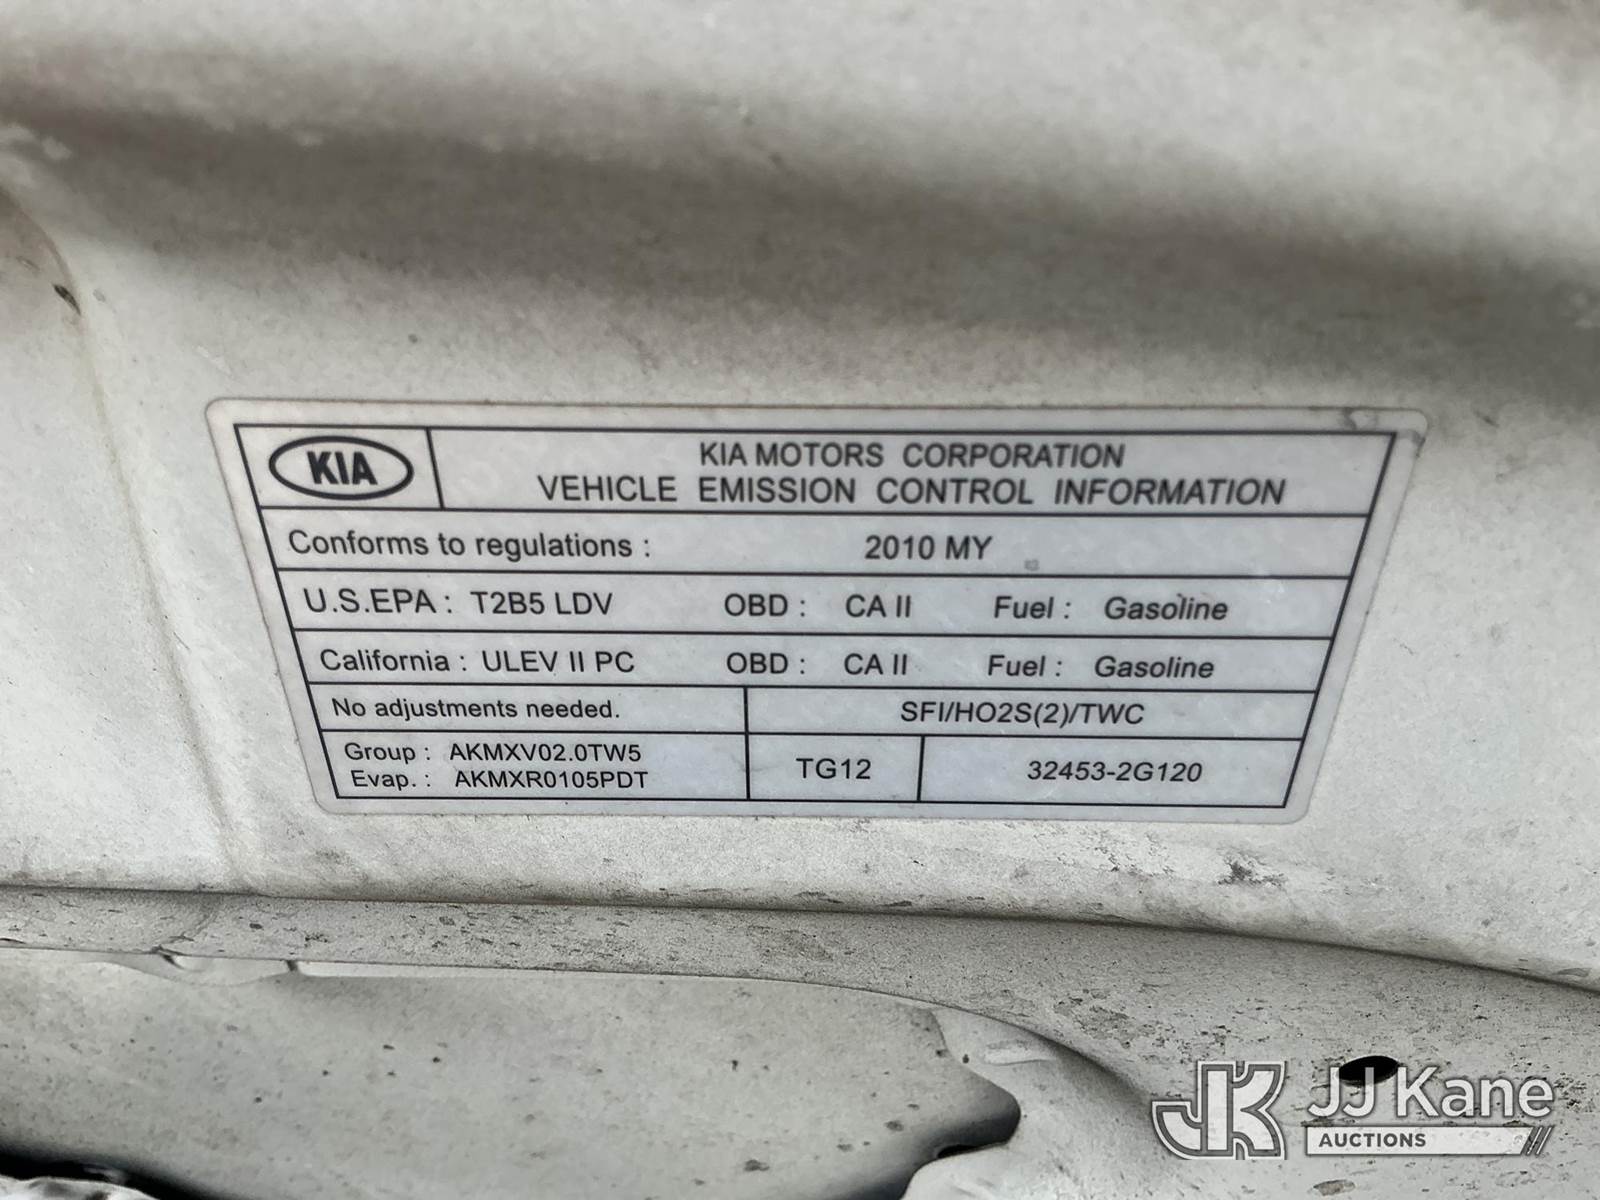 KIA
KIA MOTORS CORPORATION
VEHICLE EMISSION CONTROL INFORMATION
Conforms to regulations : 2010 MY
U.S.EPA : T2B5 LDV OBD : CA II Fuel : Gasoline
California : ULEV II PC OBD : CA II Fuel : Gasoline
No adjustments needed. SFI/HO2S(2)/TWC
Group : AKMXV02.0TW5
Evap. : AKMXR0105PDT
TG12 32453-2G120
JK JJ Kane
AUCTIONS